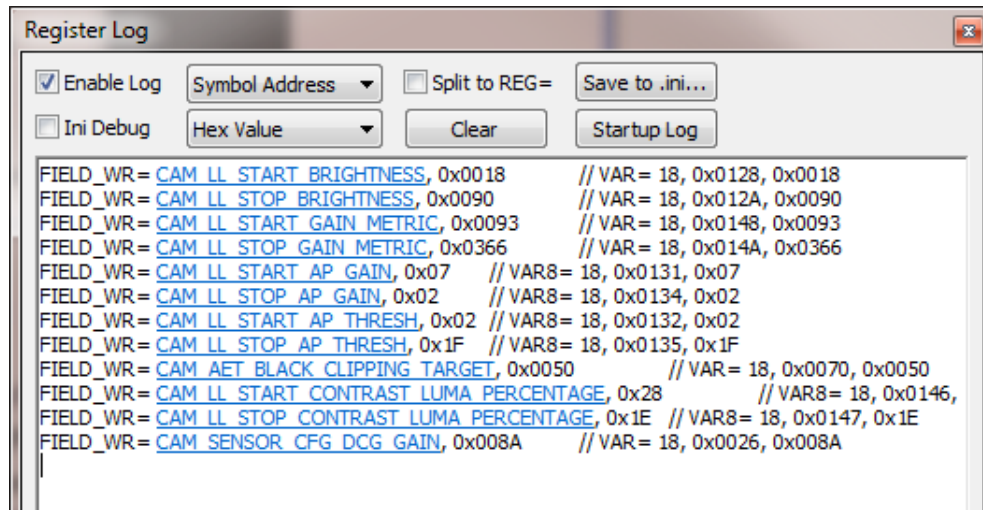 Register Log
Enable Log Symbol Address Split to REG= Save to .ini...
Ini Debug Hex Value Clear Startup Log
FIELD_WR= CAM_LL_START_BRIGHTNESS, 0x0018 // VAR= 18, 0x0128, 0x0018
FIELD_WR= CAM_LL_STOP_BRIGHTNESS, 0x0090 // VAR= 18, 0x012A, 0x0090
FIELD_WR= CAM_LL_START_GAIN_METRIC, 0x0093 // VAR= 18, 0x0148, 0x0093
FIELD_WR= CAM_LL_STOP_GAIN_METRIC, 0x0366 // VAR= 18, 0x014A, 0x0366
FIELD_WR= CAM_LL_START_AP_GAIN, 0x07 // VAR8= 18, 0x0131, 0x07
FIELD_WR= CAM_LL_STOP_AP_GAIN, 0x02 // VAR8= 18, 0x0134, 0x02
FIELD_WR= CAM_LL_START_AP_THRESH, 0x02 // VAR8= 18, 0x0132, 0x02
FIELD_WR= CAM_LL_STOP_AP_THRESH, 0x1F // VAR8= 18, 0x0135, 0x1F
FIELD_WR= CAM_AET_BLACK_CLIPPING_TARGET, 0x0050 // VAR= 18, 0x0070, 0x0050
FIELD_WR= CAM_LL_START_CONTRAST_LUMA_PERCENTAGE, 0x28 // VAR8= 18, 0x0146,
FIELD_WR= CAM_LL_STOP_CONTRAST_LUMA_PERCENTAGE, 0x1E // VAR8= 18, 0x0147, 0x1E
FIELD_WR= CAM_SENSOR_CFG_DCG_GAIN, 0x008A // VAR= 18, 0x0026, 0x008A